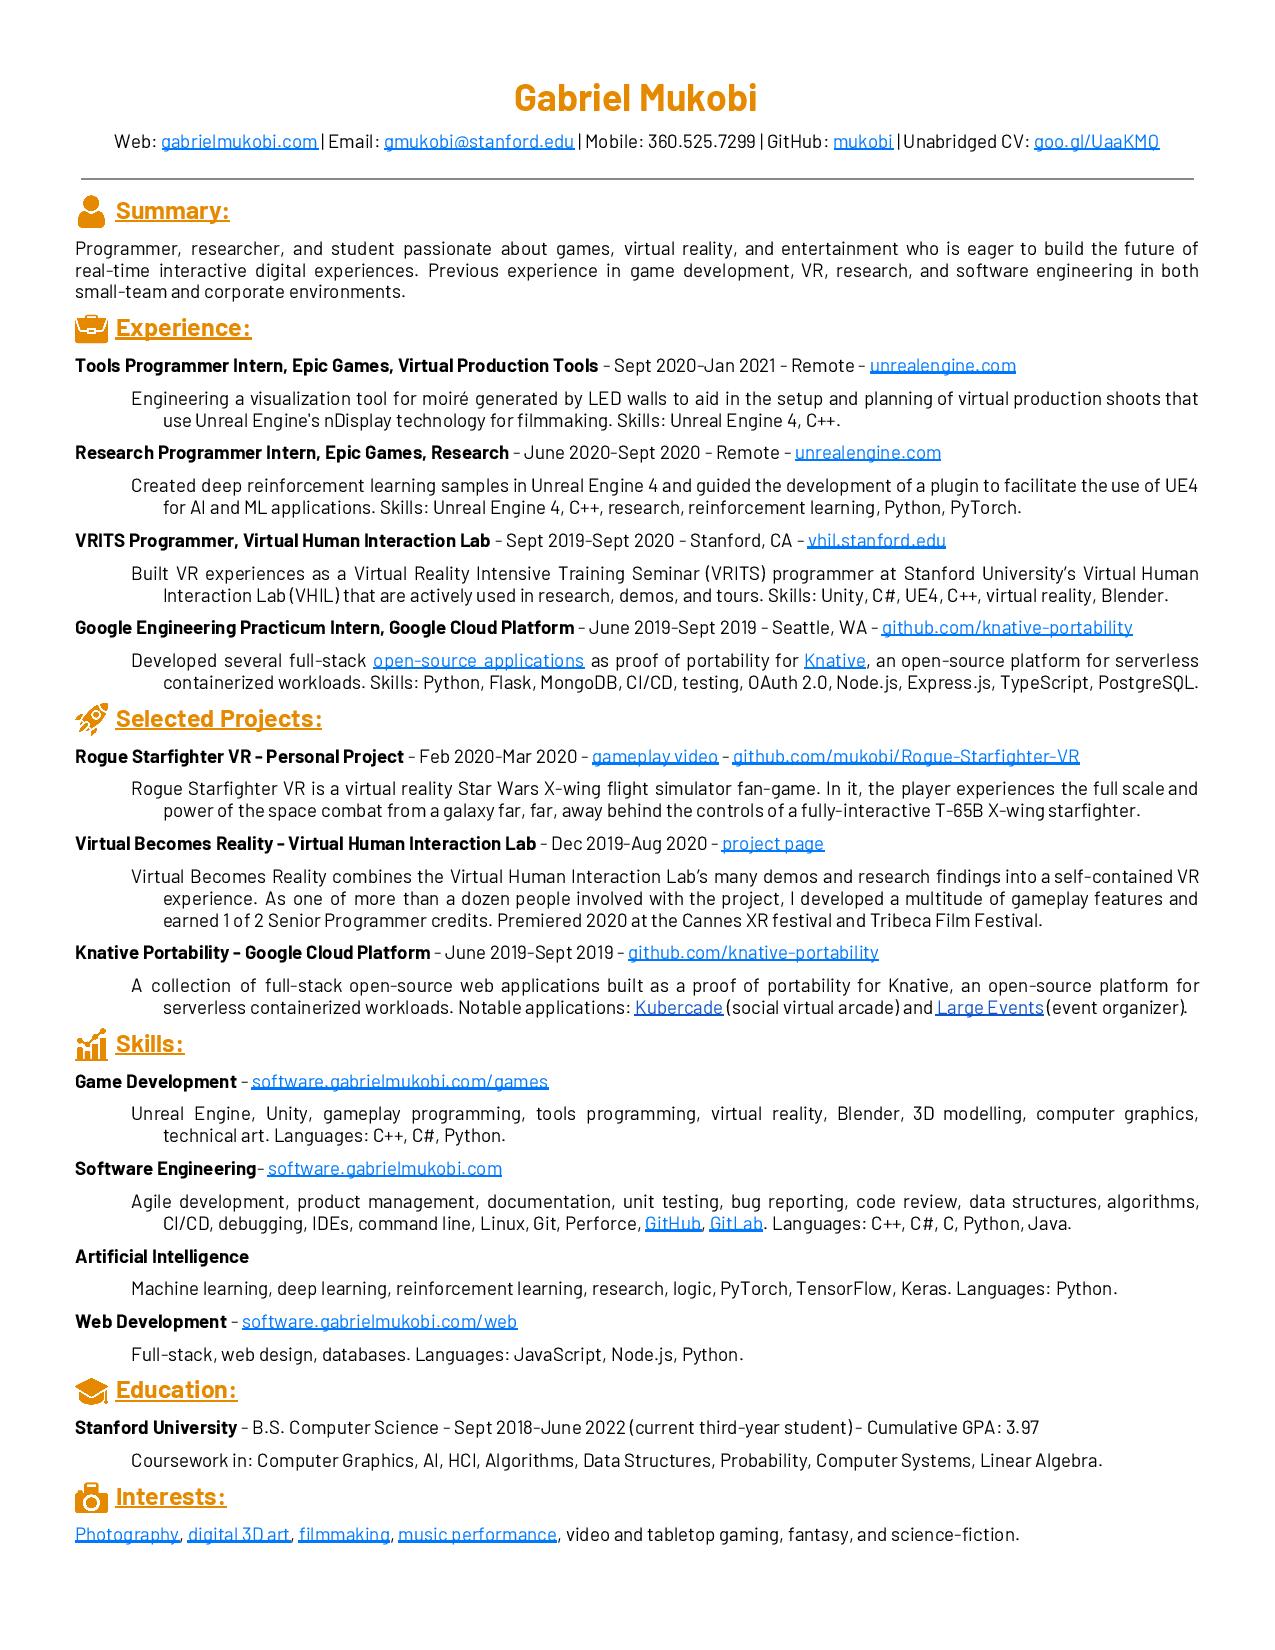 Gabriel Mukobi
Web: gabrielmukobi.com | Email: gmukobi@stanford.edu | Mobile: 360.525.7299 | GitHub: mukobi | Unabridged CV: goo.gl/UaaKMQ
Summary:
Programmer, researcher, and student passionate about games, virtual reality, and entertainment who is eager to build the future of
real-time interactive digital experiences. Previous experience in game development, VR, research, and software engineering in both
small-team and corporate environments.
Experience:
Tools Programmer Intern, Epic Games, Virtual Production Tools - Sept 2020-Jan 2021 - Remote - unrealengine.com
Engineering a visualization tool for moiré generated by LED walls to aid in the setup and planning of virtual production shoots that
use Unreal Engine's nDisplay technology for filmmaking. Skills: Unreal Engine 4, C++.
Research Programmer Intern, Epic Games, Research - June 2020-Sept 2020 - Remote - unrealengine.com
Created deep reinforcement learning samples in Unreal Engine 4 and guided the development of a plugin to facilitate the use of UE4
for AI and ML applications. Skills: Unreal Engine 4, C++, research, reinforcement learning, Python, PyTorch.
VRITS Programmer, Virtual Human Interaction Lab - Sept 2019-Sept 2020 - Stanford, CA - vhil.stanford.edu
Built VR experiences as a Virtual Reality Intensive Training Seminar (VRITS) programmer at Stanford University’s Virtual Human
Interaction Lab (VHIL) that are actively used in research, demos, and tours. Skills: Unity, C#, UE4, C++, virtual reality, Blender.
Google Engineering Practicum Intern, Google Cloud Platform - June 2019-Sept 2019 - Seattle, WA - github.com/knative-portability
Developed several full-stack open-source applications as proof of portability for Knative, an open-source platform for serverless
containerized workloads. Skills: Python, Flask, MongoDB, CI/CD, testing, OAuth 2.0, Node.js, Express.js, TypeScript, PostgreSQL.
Selected Projects:
Rogue Starfighter VR - Personal Project - Feb 2020-Mar 2020 - gameplay video - github.com/mukobi/Rogue-Starfighter-VR
Rogue Starfighter VR is a virtual reality Star Wars X-wing flight simulator fan-game. In it, the player experiences the full scale and
power of the space combat from a galaxy far, far, away behind the controls of a fully-interactive T-65B X-wing starfighter.
Virtual Becomes Reality - Virtual Human Interaction Lab - Dec 2019-Aug 2020 - project page
Virtual Becomes Reality combines the Virtual Human Interaction Lab’s many demos and research findings into a self-contained VR
experience. As one of more than a dozen people involved with the project, I developed a multitude of gameplay features and
earned 1 of 2 Senior Programmer credits. Premiered 2020 at the Cannes XR festival and Tribeca Film Festival.
Knative Portability - Google Cloud Platform - June 2019-Sept 2019 - github.com/knative-portability
A collection of full-stack open-source web applications built as a proof of portability for Knative, an open-source platform for
serverless containerized workloads. Notable applications: Kubercade (social virtual arcade) and Large Events (event organizer).
Skills:
Game Development - software.gabrielmukobi.com/games
Unreal Engine, Unity, gameplay programming, tools programming, virtual reality, Blender, 3D modelling, computer graphics,
technical art. Languages: C++, C#, Python.
Software Engineering- software.gabrielmukobi.com
Agile development, product management, documentation, unit testing, bug reporting, code review, data structures, algorithms,
CI/CD, debugging, IDEs, command line, Linux, Git, Perforce, GitHub, GitLab. Languages: C++, C#, C, Python, Java.
Artificial Intelligence
Machine learning, deep learning, reinforcement learning, research, logic, PyTorch, TensorFlow, Keras. Languages: Python.
Web Development - software.gabrielmukobi.com/web
Full-stack, web design, databases. Languages: JavaScript, Node.js, Python.
Education:
Stanford University - B.S. Computer Science - Sept 2018-June 2022 (current third-year student) - Cumulative GPA: 3.97
Coursework in: Computer Graphics, AI, HCI, Algorithms, Data Structures, Probability, Computer Systems, Linear Algebra.
Interests:
Photography, digital 3D art, filmmaking, music performance, video and tabletop gaming, fantasy, and science-fiction.